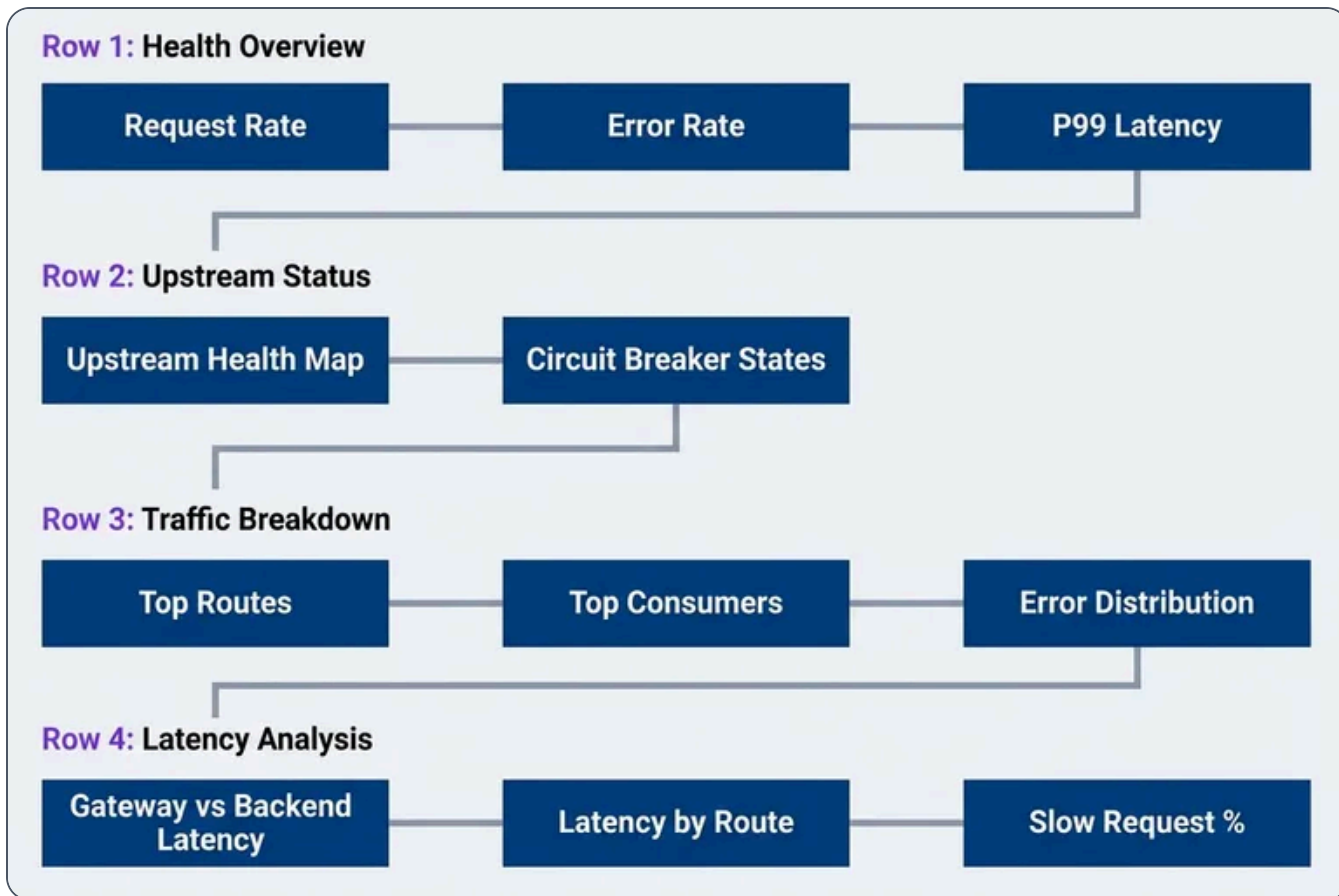 Row 1: Health Overview
Request Rate
Error Rate
P99 Latency
Row 2: Upstream Status
Upstream Health Map
Circuit Breaker States
Row 3: Traffic Breakdown
Top Routes
Top Consumers
Error Distribution
Row 4: Latency Analysis
Gateway vs Backend
Latency
Latency by Route
Slow Request %